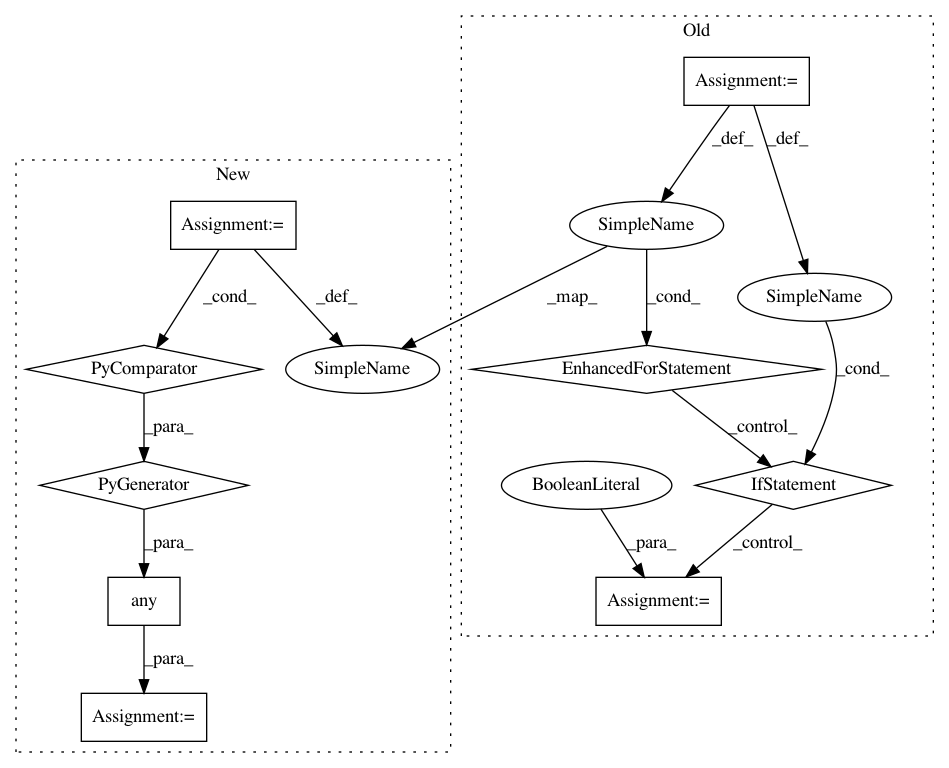 Old
Assignment:=
_def_
_def_
New
SimpleName
Assignment:=
SimpleName
_cond_
_def_
_map_
_cond_
PyComparator
SimpleName
EnhancedForStatement
_cond_
_para_
_control_
PyGenerator
BooleanLiteral
IfStatement
_para_
_para_
_control_
any
Assignment:=
_para_
Assignment:=